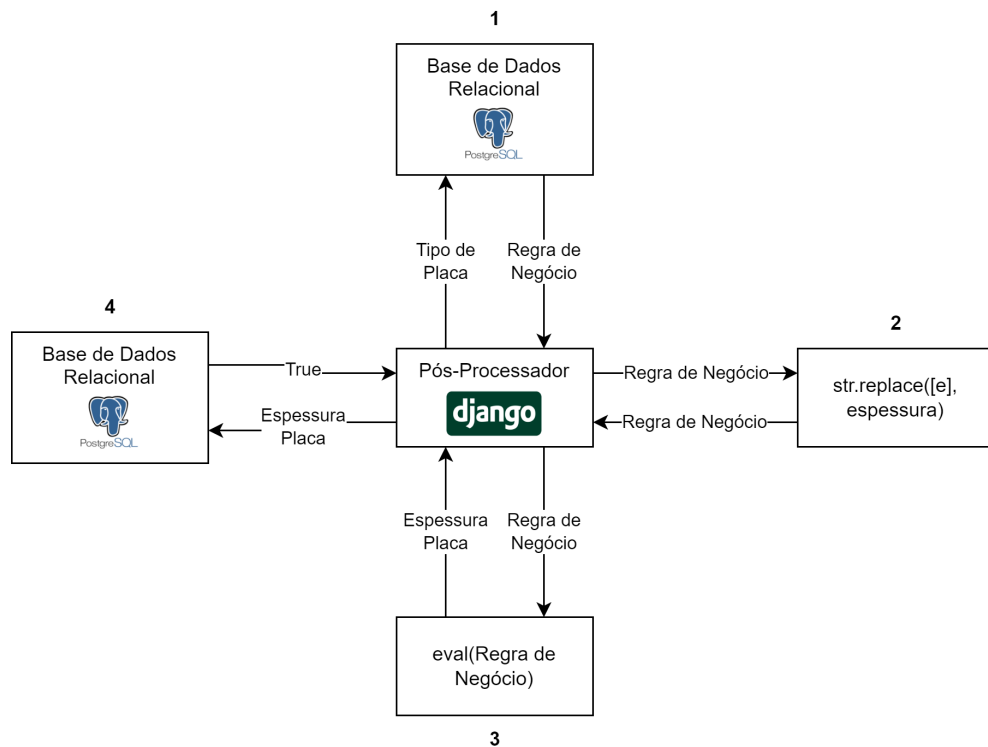 1
Base de Dados
Relacional
PostgreSQL
Tipo de
Placa
Regra de
Negócio
4
Base de Dados
Relacional
PostgreSQL
True
Espessura
Placa
Pós-Processador
django
Regra de Negócio
Regra de Negócio
2
str.replace([e],
espessura)
Espessura
Placa
Regra de
Negócio
eval(Regra de
Negócio)
3